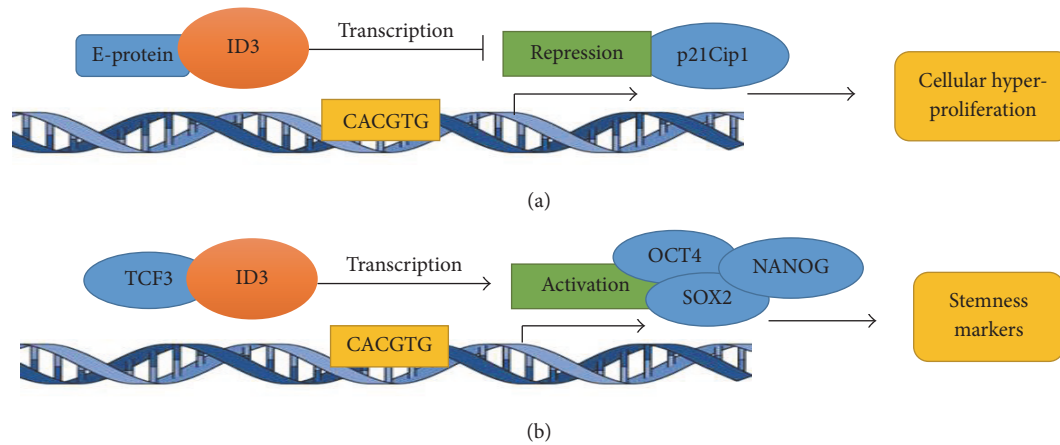 E-protein
ID3
Transcription
Repression
p21Cip1
CACGTG
Cellular hyper-
proliferation
(a)
TCF3
ID3
Transcription
Activation
OCT4
SOX2
NANOG
CACGTG
Stemness
markers
(b)